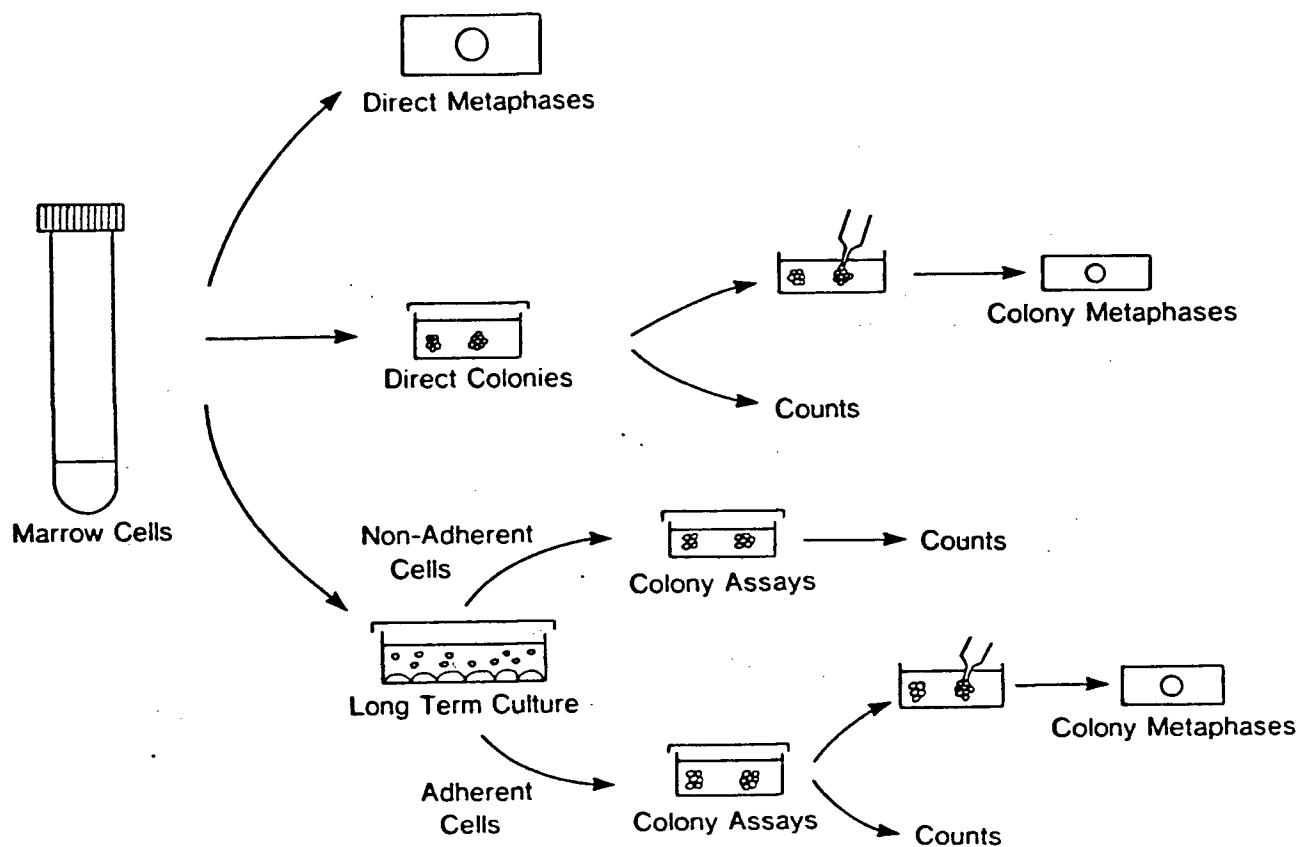 Direct Metaphases
Colony Metaphases
Direct Colonies
Counts
Marrow Cells
Non-Adherent
Cells
Colony Assays
Counts
Long Term Culture
Colony Metaphases
Adherent
Cells
Colony Assays
Counts